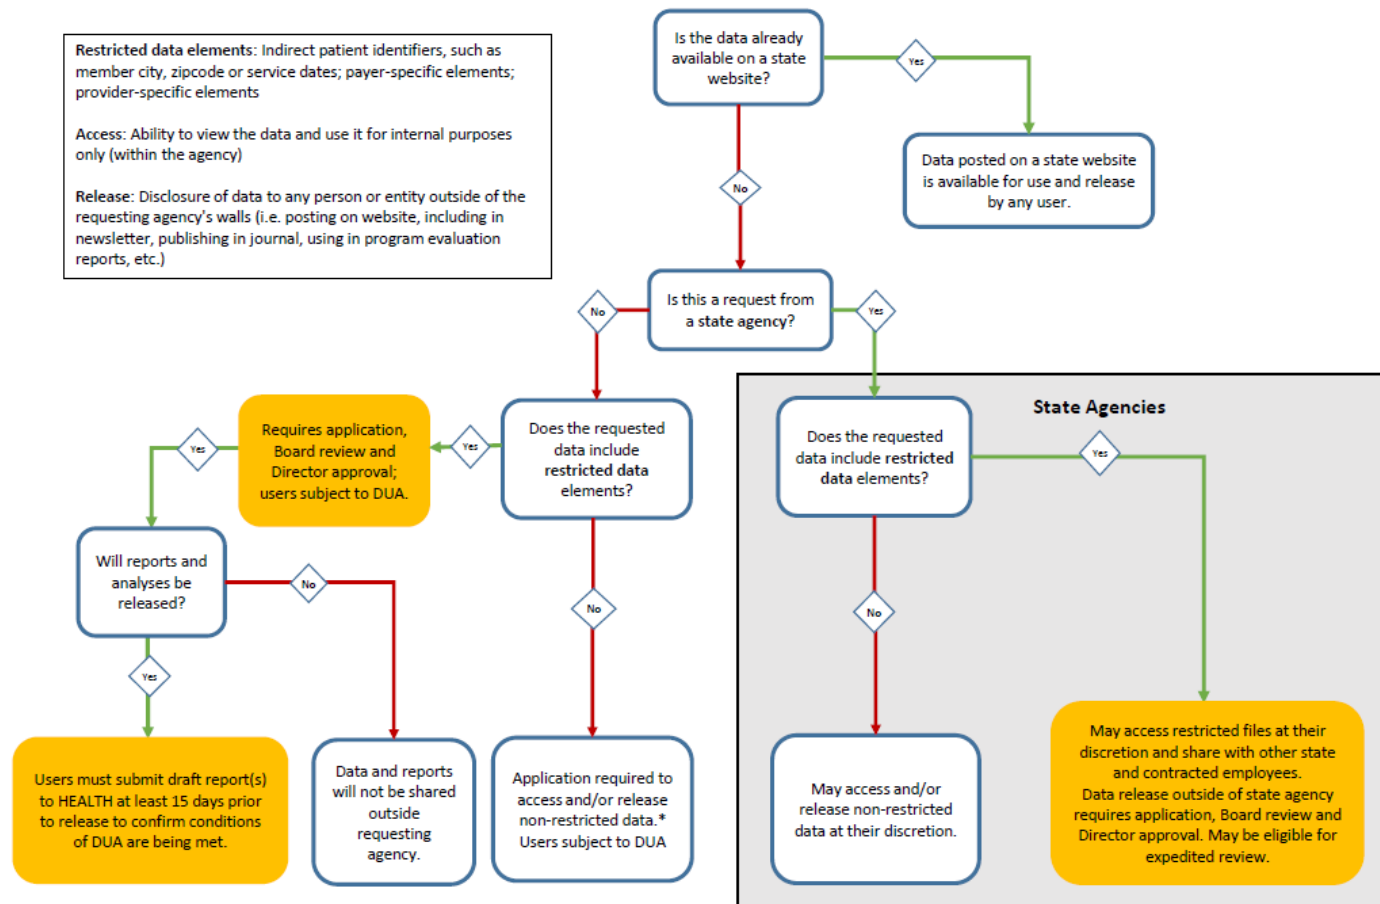 Restricted data elements: Indirect patient identifiers, such as
member city, zipcode or service dates; payer-specific elements;
provider-specific elements
Access: Ability to view the data and use it for internal purposes
only (within the agency)
Release: Disclosure of data to any person or entity outside of the
requesting agency's walls (i.e. posting on website, including in
newsletter, publishing in journal, using in program evaluation
reports, etc.)
Is the data already
available on a state
website?
Yes
Data posted on a state website
is available for use and release
by any user.
No
Is this a request from
a state agency?
No
Yes
State Agencies
Requires application,
Board review and
Director approval;
users subject to DUA.
Yes
Yes
Does the requested
data include
restricted data
elements?
Does the requested
data include restricted
data elements?
Yes
Will reports and
analyses be
released?
No
No
No
Yes
Users must submit draft report(s)
to HEALTH at least 15 days prior
to release to confirm conditions
of DUA are being met.
Data and reports
will not be shared
outside
requesting
agency.
Application required to
access and/or release
non-restricted data.*
Users subject to DUA
May access and/or
release non-restricted
data at their discretion.
May access restricted files at their
discretion and share with other state
and contracted employees.
Data release outside of state agency
requires application, Board review and
Director approval. May be eligible for
expedited review.